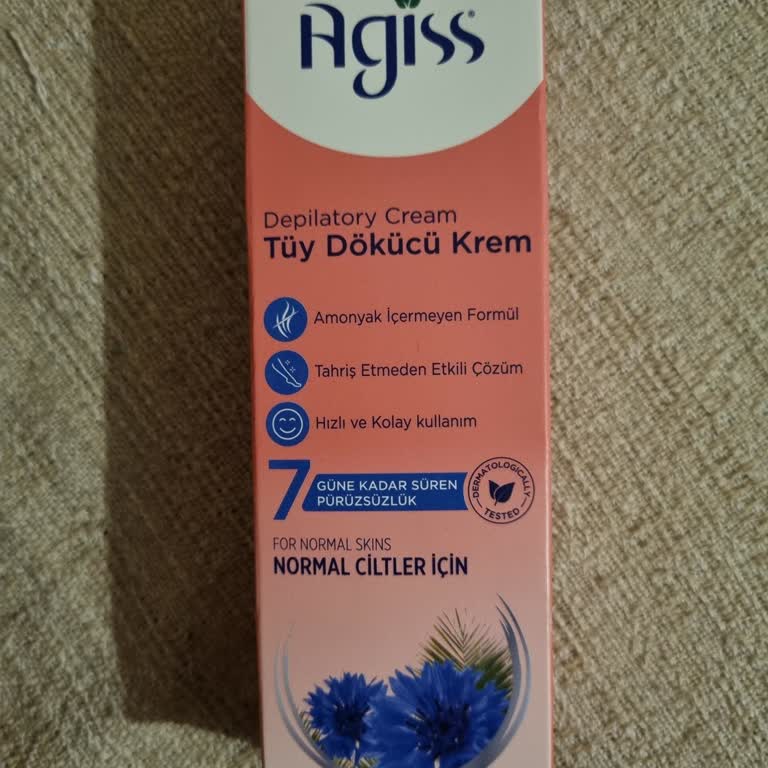 Agiss®
Depilatory Cream
Tüy Dökücü Krem
Amonyak İçermeyen Formül
Tahriş Etmeden Etkili Çözüm
Hızlı ve Kolay kullanım
7 GÜNE KADAR SÜREN
PÜRÜZSÜZLÜK
DERMATOLOGICALLY
TESTED
FOR NORMAL SKINS
NORMAL CİLTLER İÇİN